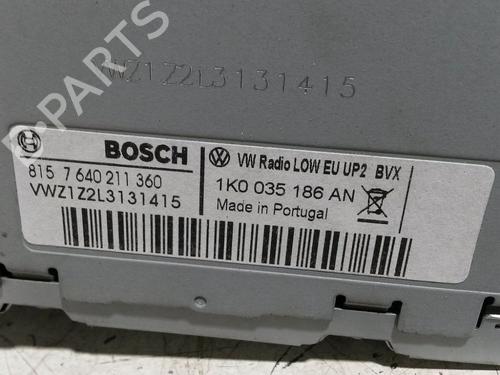 B-PARTS
VWZ1Z2L3131415
BOSCH
815 7 640 211 360
VWZ1Z2L3131415
VW Radio LOW EU UP2 BVX
1K0 035 186 AN
Made in Portugal